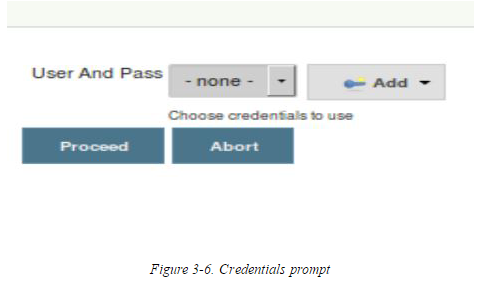 User And Pass - none - Add
Choose credentials to use
Proceed Abort
Figure 3-6. Credentials prompt